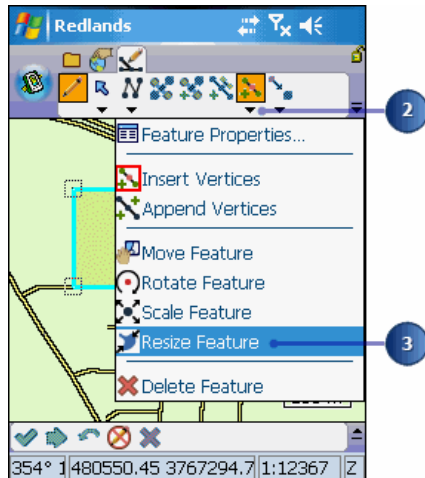 Redlands
2
Feature Properties...
Insert Vertices
Append Vertices
Move Feature
Rotate Feature
Scale Feature
Resize Feature
3
Delete Feature
354° 1 480550.45 3767294.7 1:12367 Z